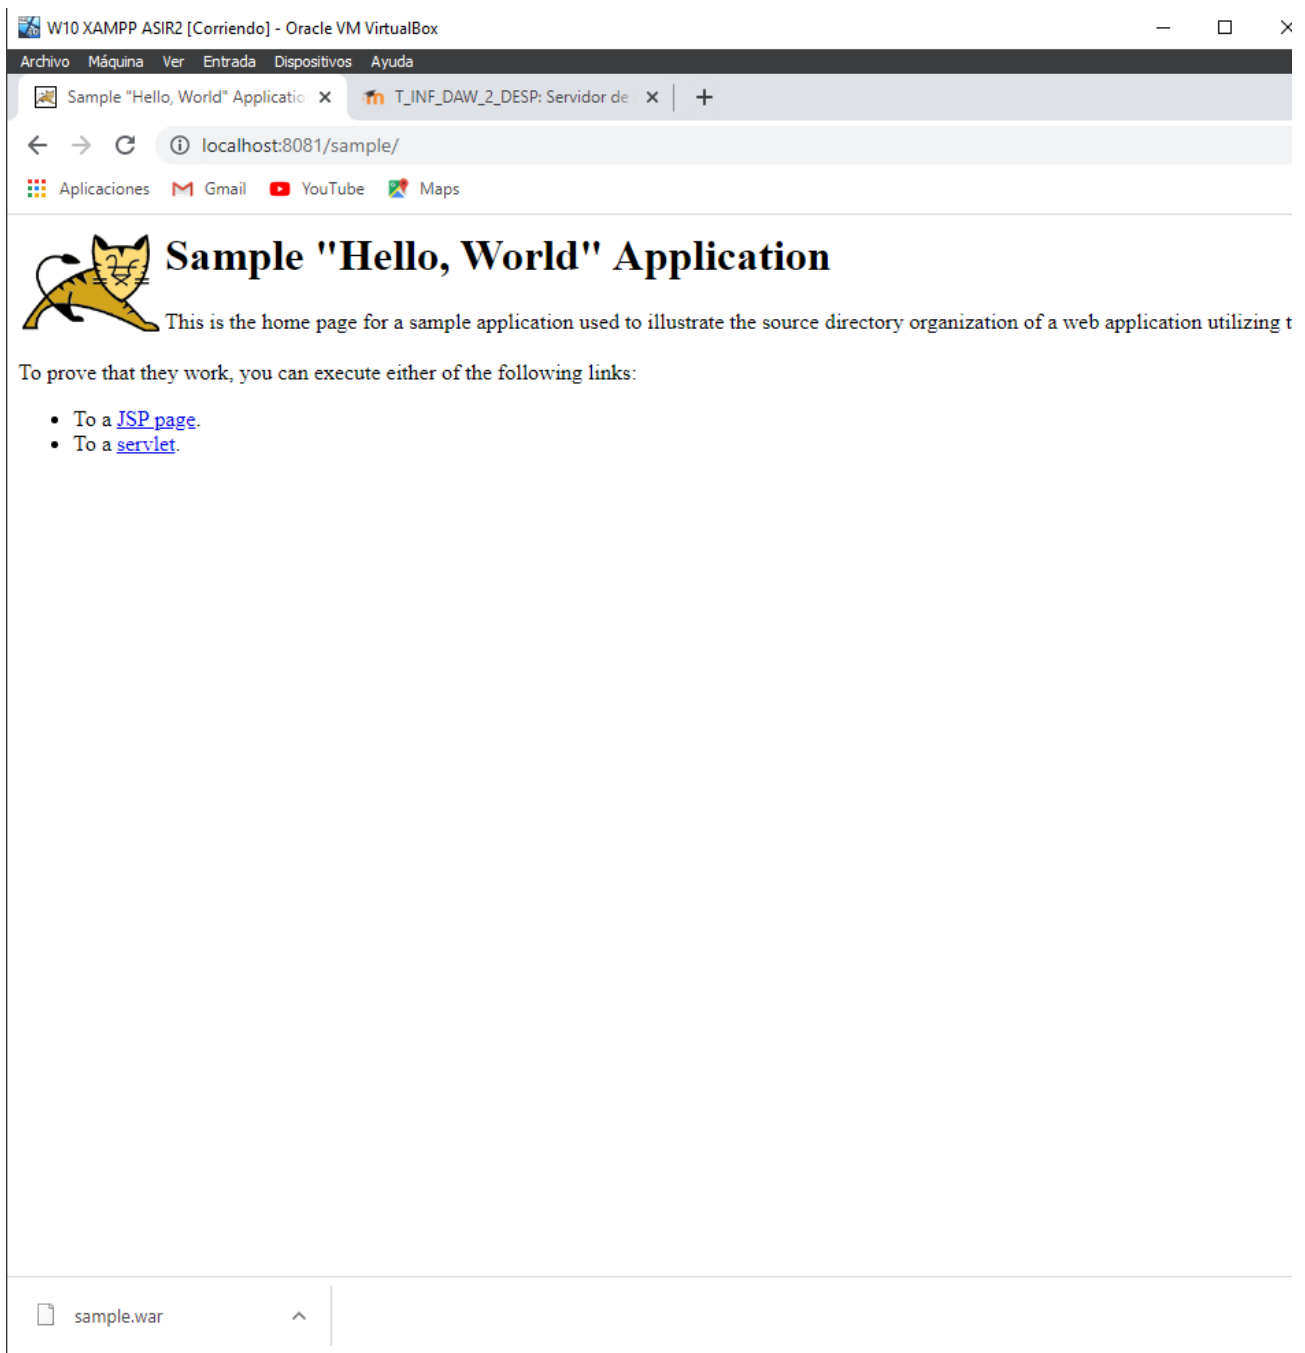 W10 XAMPP ASIR2 [Corriendo] - Oracle VM VirtualBox
Archivo Máquina Ver Entrada Dispositivos Ayuda
Sample "Hello, World" Applicatio
T_INF_DAW_2_DESP: Servidor de
localhost:8081/sample/
Aplicaciones Gmail YouTube Maps
Sample "Hello, World" Application
This is the home page for a sample application used to illustrate the source directory organization of a web application utilizing t
To prove that they work, you can execute either of the following links:
• To a JSP page.
• To a servlet.
sample.war